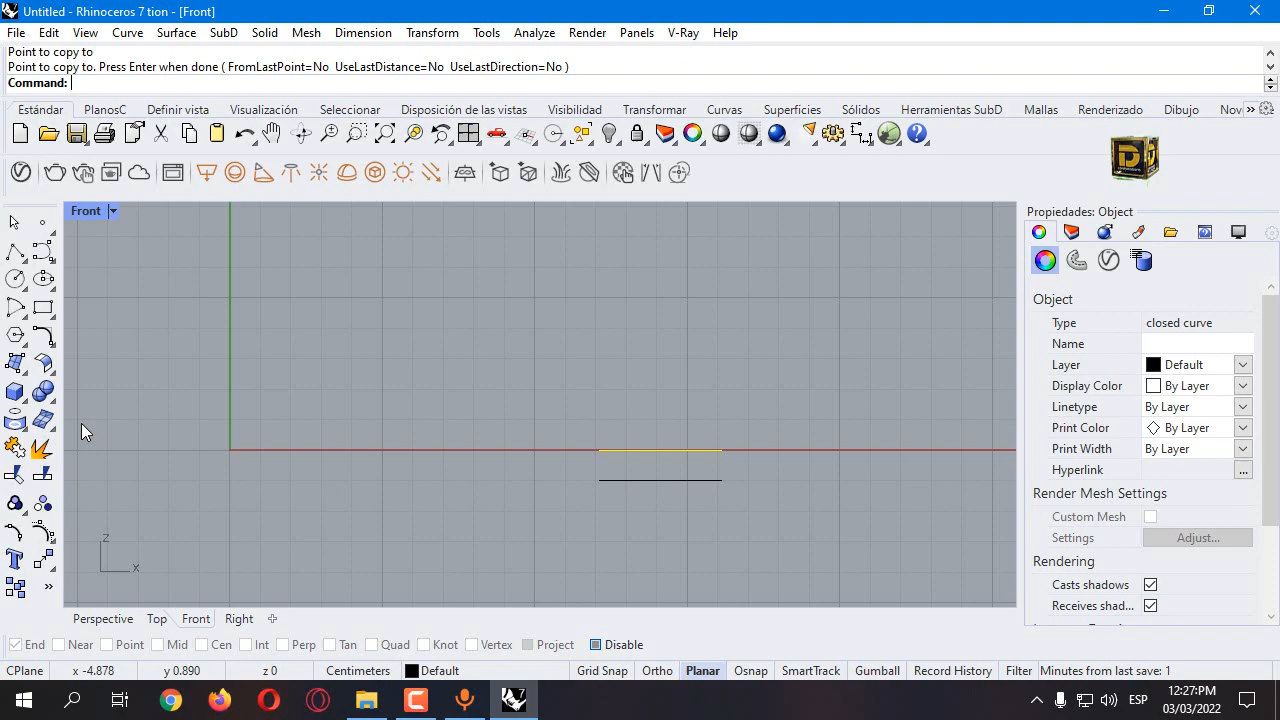 Untitled - Rhinoceros 7 tion - [Front]
File Edit View Curve Surface SubD Solid Mesh Dimension Transform Tools Analyze Render Panels V-Ray Help
Point to copy to
Point to copy to. Press Enter when done ( FromLastPoint=No UseLastDistance=No UseLastDirection=No )
Command:
Estándar PlanosC Definir vista Visualización Seleccionar Disposición de las vistas Visibilidad Transformar Curvas Superficies Sólidos Herramientas SubD Mallas Renderizado Dibujo Nov »
Front
Propiedades: Object
Object
Type closed curve
Name
Layer Default
Display Color By Layer
Linetype By Layer
Print Color By Layer
Print Width By Layer
Hyperlink ...
Render Mesh Settings
Custom Mesh
Settings Adjust...
Rendering
Casts shadows
Receives shad...
z
x
Perspective Top Front Right
End Near Point Mid Cen Int Perp Tan Quad Knot Vertex Project Disable
CPlane x -4.878 y 0.890 z 0 Centimeters Default Grid Snap Ortho Planar Osnap SmartTrack Gumball Record History Filter Minutes from last save: 1
ESP
12:27:PM
03/03/2022